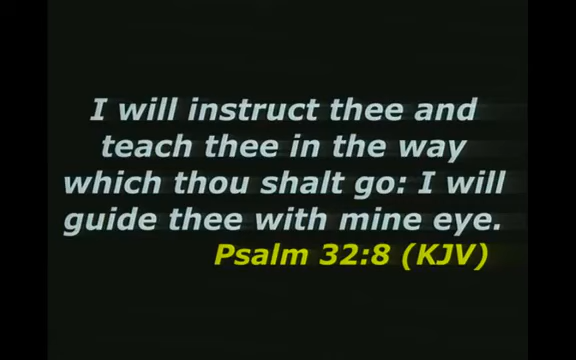 I will instruct thee and
teach thee in the way
which thou shalt go: I will
guide thee with mine eye.
Psalm 32:8 (KJV)